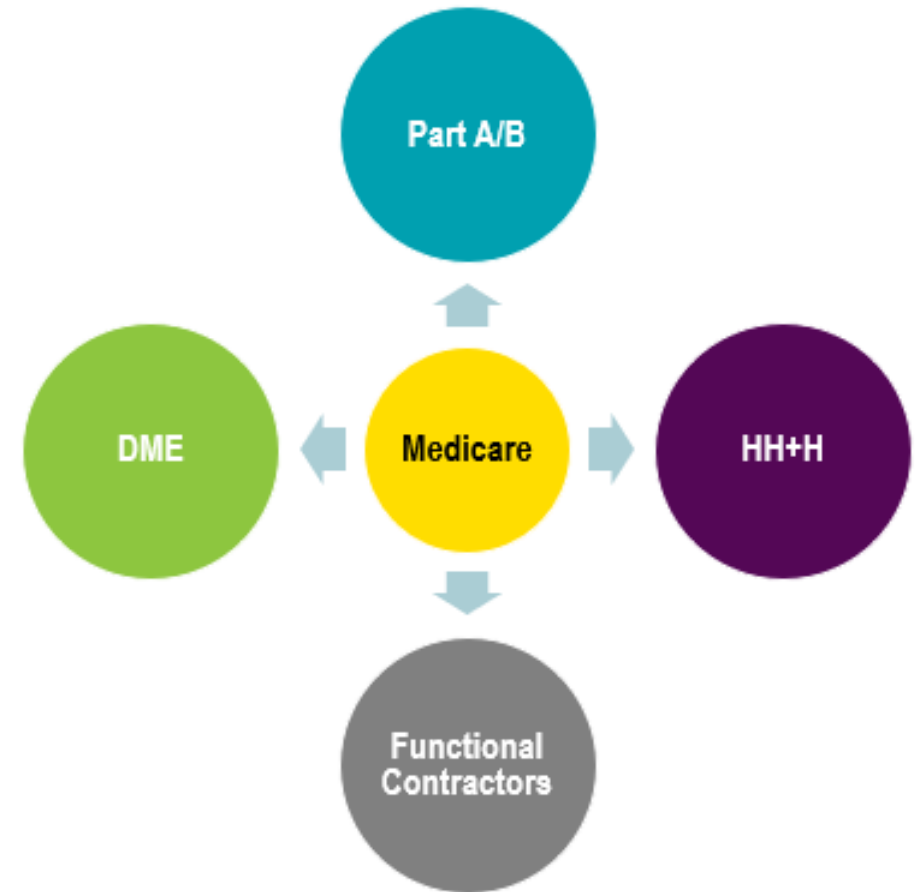 Part A/B
DME
Medicare
HH+H
Functional
Contractors